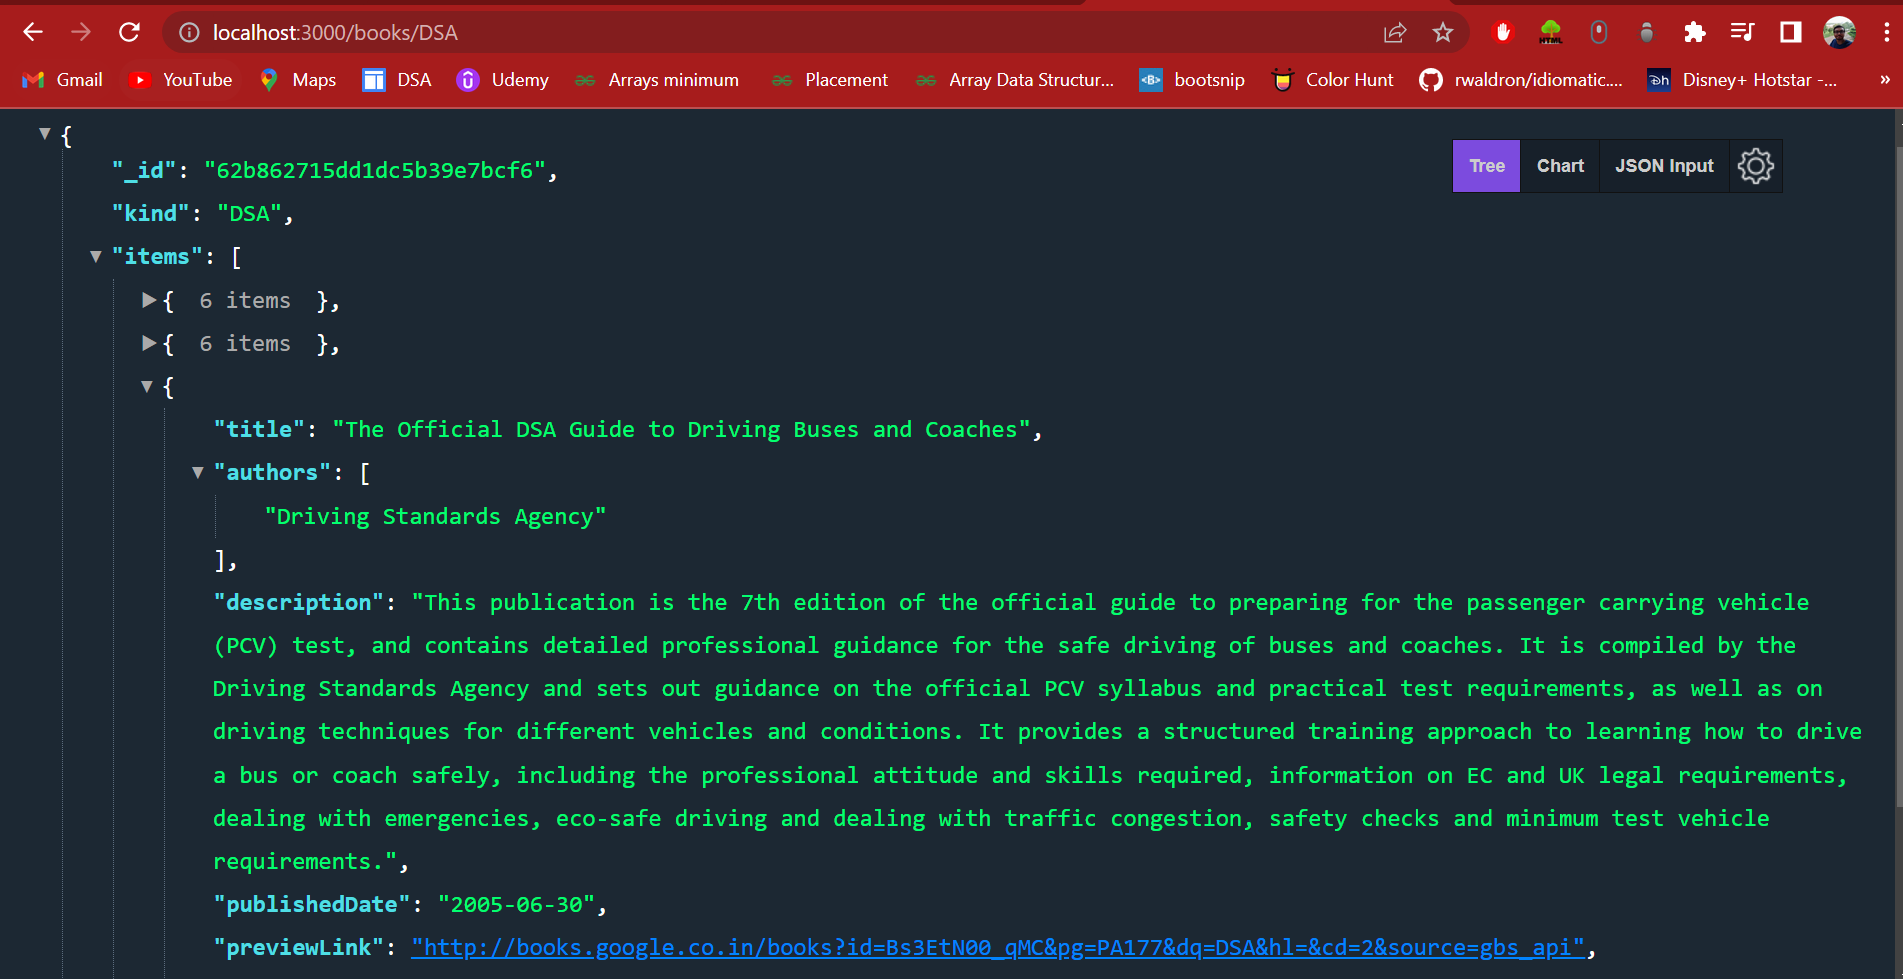 localhost:3000/books/DSA
HTML
Gmail YouTube Maps DSA Udemy Arrays minimum Placement Array Data Structur... <B> bootsnip Color Hunt rwaldron/idiomatic.... Disney+ Hotstar -... »
{
"_id": "62b862715dd1dc5b39e7bcf6",
Tree Chart JSON Input
"kind": "DSA",
"items": [
{ 6 items },
{ 6 items },
{
"title": "The Official DSA Guide to Driving Buses and Coaches",
"authors": [
"Driving Standards Agency"
],
"description": "This publication is the 7th edition of the official guide to preparing for the passenger carrying vehicle
(PCV) test, and contains detailed professional guidance for the safe driving of buses and coaches. It is compiled by the
Driving Standards Agency and sets out guidance on the official PCV syllabus and practical test requirements, as well as on
driving techniques for different vehicles and conditions. It provides a structured training approach to learning how to drive
a bus or coach safely, including the professional attitude and skills required, information on EC and UK legal requirements,
dealing with emergencies, eco-safe driving and dealing with traffic congestion, safety checks and minimum test vehicle
requirements.",
"publishedDate": "2005-06-30",
"previewLink": "http://books.google.co.in/books?id=Bs3EtN00_qMC&pg=PA177&dq=DSA&hl=&cd=2&source=gbs_api",